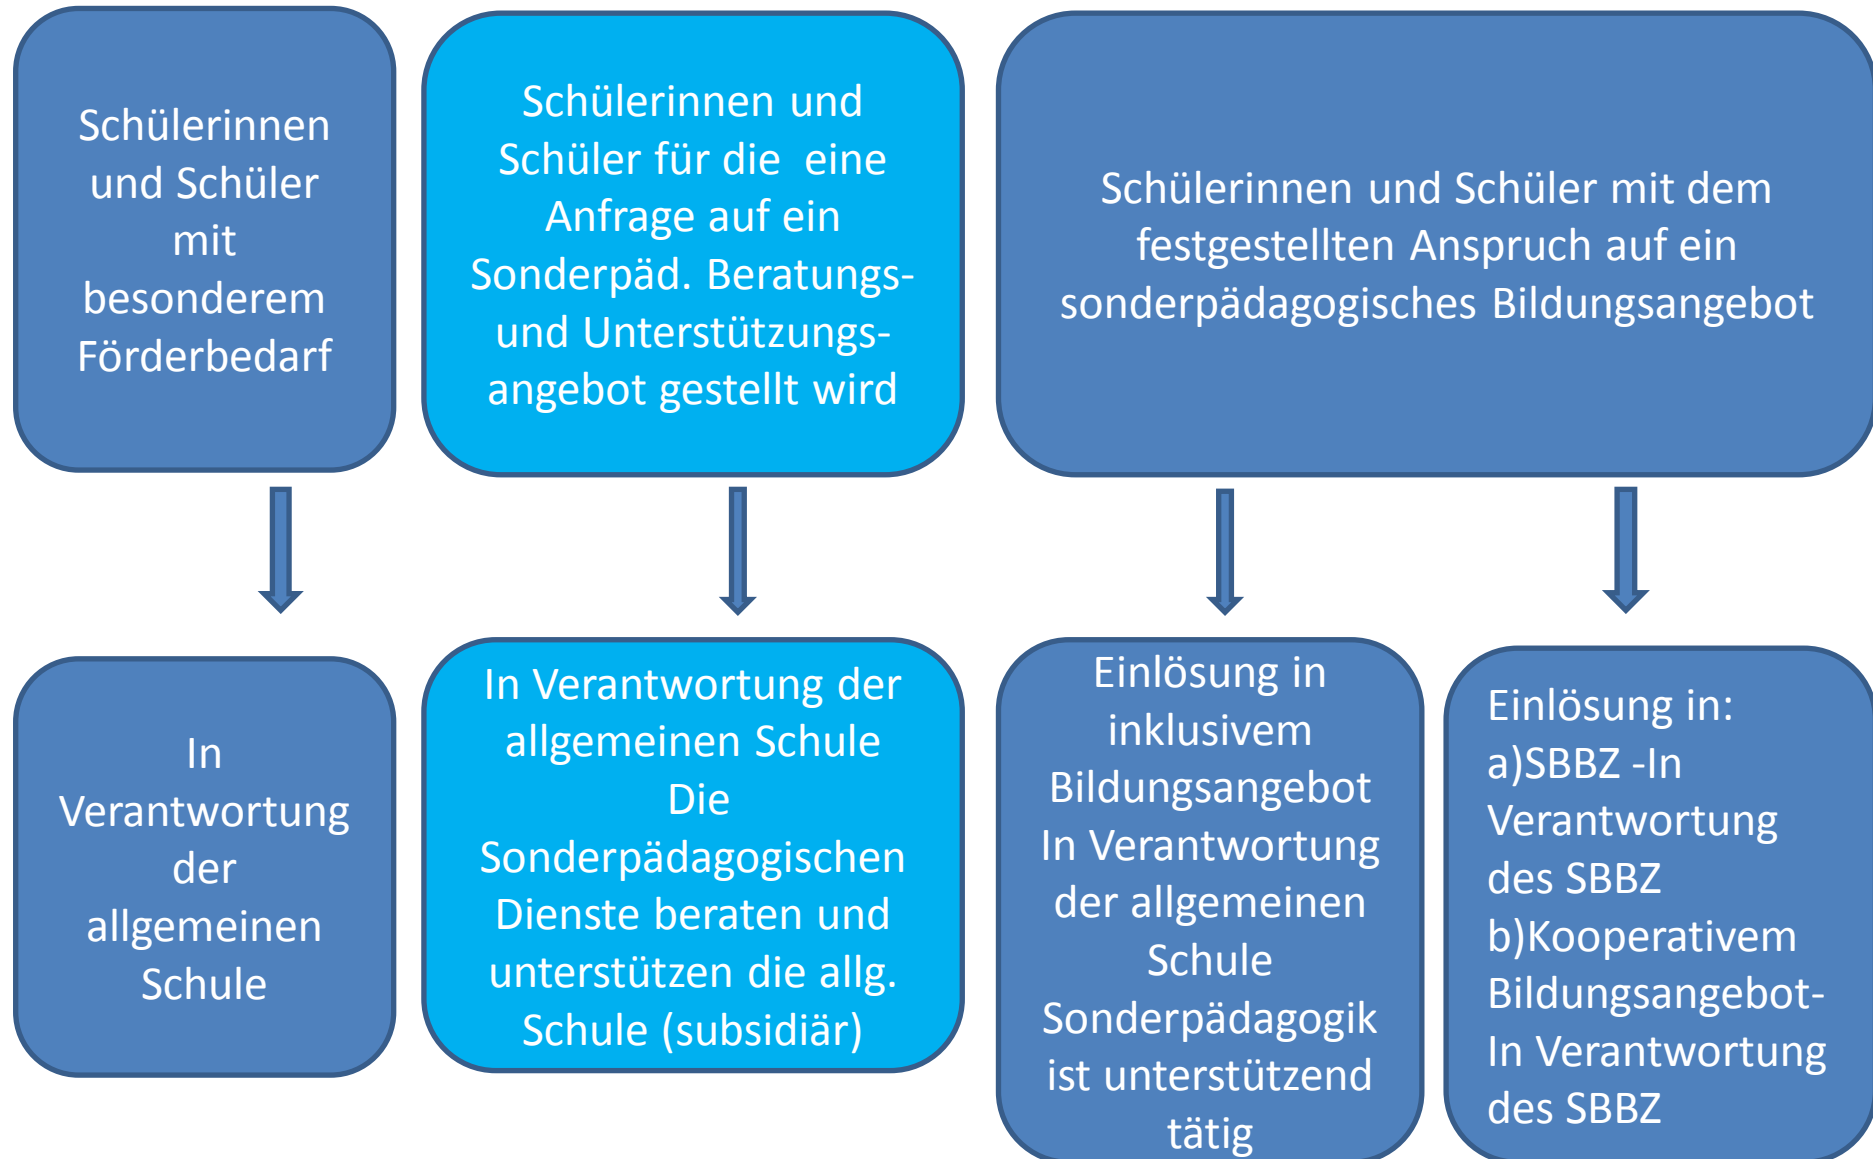 Schülerinnen
und Schüler
mit
besonderem
Förderbedarf
Schülerinnen und
Schüler für die  eine
Anfrage auf ein
Sonderpäd. Beratungs-
und Unterstützungs-
angebot gestellt wird
Schülerinnen und Schüler mit dem
festgestellten Anspruch auf ein
sonderpädagogisches Bildungsangebot
In
Verantwortung
der
allgemeinen
Schule
In Verantwortung der
allgemeinen Schule
Die
Sonderpädagogischen
Dienste beraten und
unterstützen die allg.
Schule (subsidiär)
Einlösung in
inklusivem
Bildungsangebot
In Verantwortung
der allgemeinen
Schule
Sonderpädagogik
ist unterstützend
tätig
Einlösung in:
a)SBBZ -In
Verantwortung
des SBBZ
b)Kooperativem
Bildungsangebot-
In Verantwortung
des SBBZ